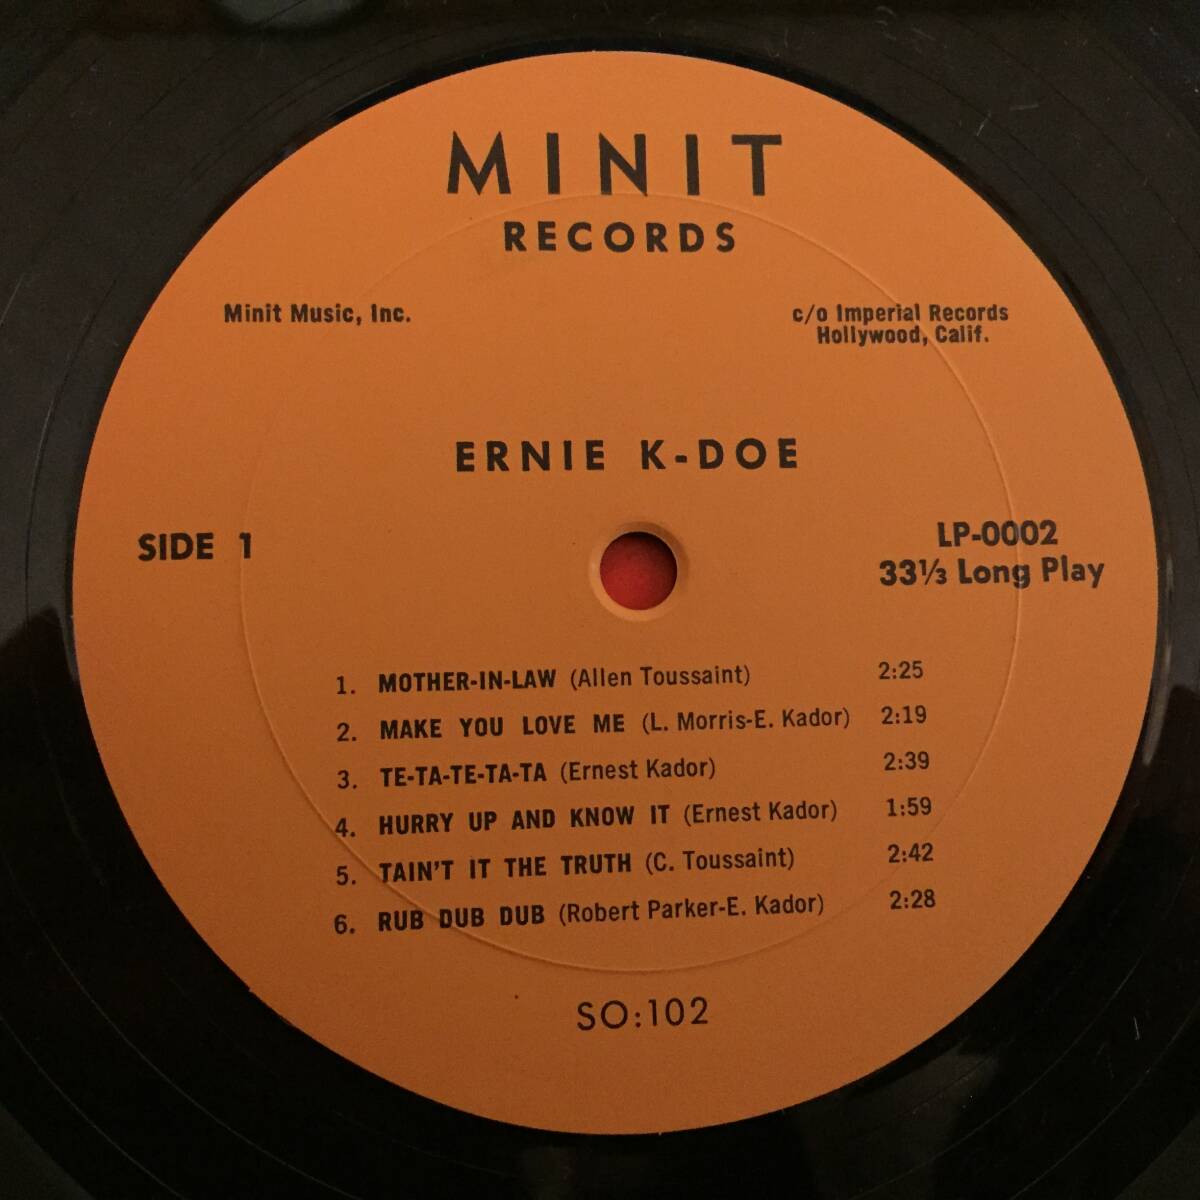 MINIT
RECORDS
Minit Music, Inc.
c/o Imperial Records
Hollywood, Calif.
ERNIE K-DOE
SIDE 1
LP-0002
33⅓ Long Play
1. MOTHER-IN-LAW (Allen Toussaint) 2:25
2. MAKE YOU LOVE ME (L. Morris-E. Kador) 2:19
3. TE-TA-TE-TA-TA (Ernest Kador) 2:39
4. HURRY UP AND KNOW IT (Ernest Kador) 1:59
5. TAIN'T IT THE TRUTH (C. Toussaint) 2:42
6. RUB DUB DUB (Robert Parker-E. Kador) 2:28
SO:102